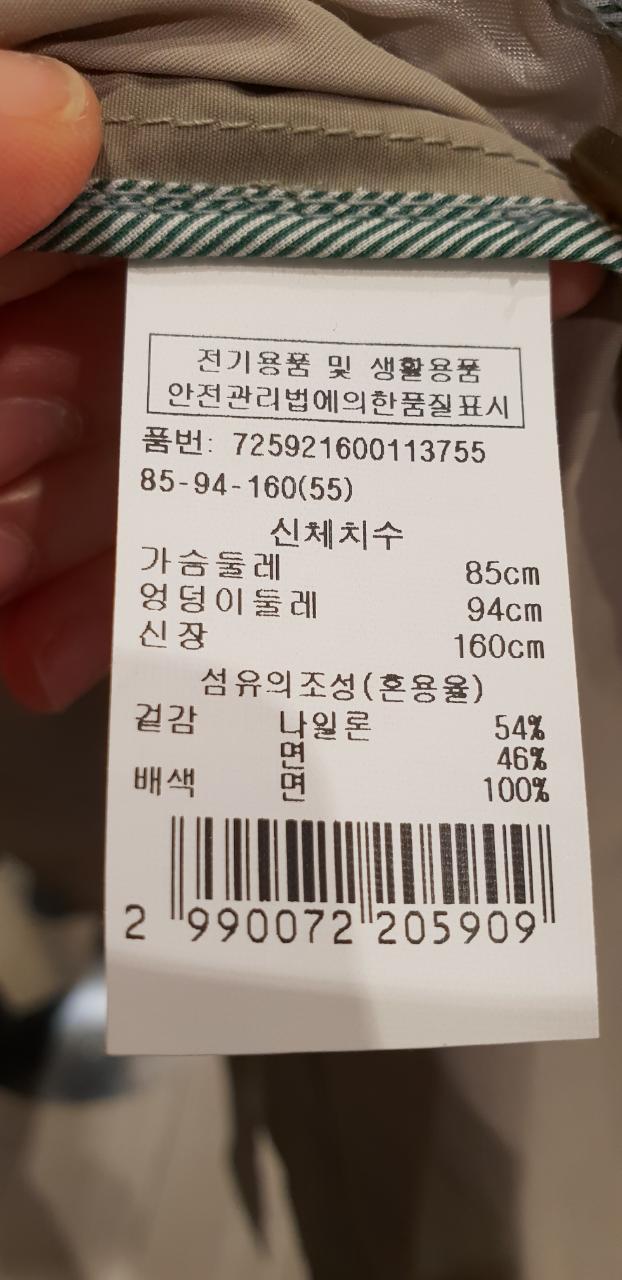 전기용품 및 생활용품
안전관리법에의한품질표시
품번: 725921600113755
85-94-160(55)
신체치수
가슴둘레 85cm
엉덩이둘레 94cm
신장 160cm
섬유의조성(혼용율)
겉감 나일론 54%
면 46%
배색 면 100%
2 990072 205909